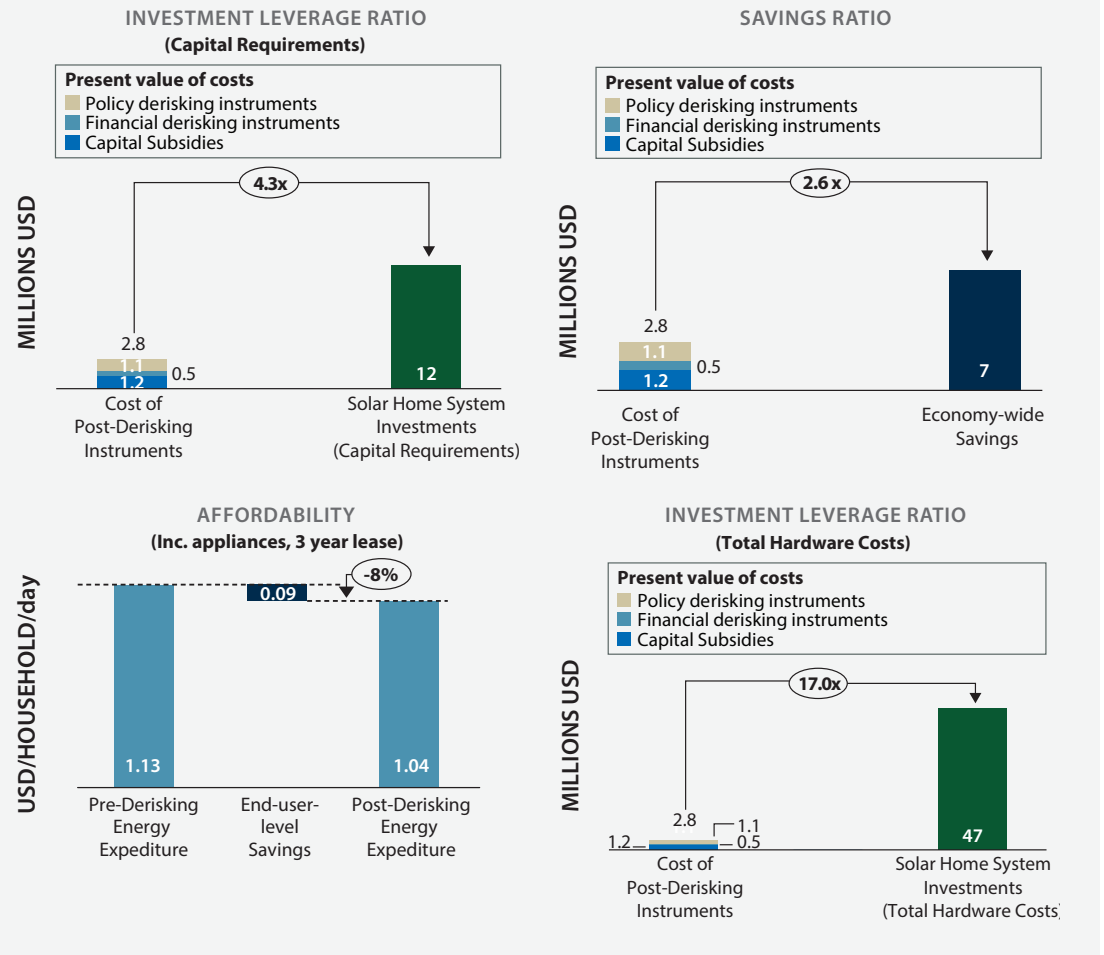 INVESTMENT LEVERAGE RATIO
(Capital Requirements)
Present value of costs
Policy derisking instruments
Financial derisking instruments
Capital Subsidies
4.3x
MILLIONS USD
2.8
1.1
0.5
1.2
12
Cost of
Post-Derisking
Instruments
Solar Home System
Investments
(Capital Requirements)
SAVINGS RATIO
Present value of costs
Policy derisking instruments
Financial derisking instruments
Capital Subsidies
2.6 x
MILLIONS USD
2.8
1.1
0.5
1.2
7
Cost of
Post-Derisking
Instruments
Economy-wide
Savings
AFFORDABILITY
(Inc. appliances, 3 year lease)
-8%
0.09
USD/HOUSEHOLD/day
1.13
1.04
Pre-Derisking
Energy
Expediture
End-user-
level
Savings
Post-Derisking
Energy
Expediture
INVESTMENT LEVERAGE RATIO
(Total Hardware Costs)
Present value of costs
Policy derisking instruments
Financial derisking instruments
Capital Subsidies
17.0x
MILLIONS USD
2.8
1.1
1.2
0.5
47
Cost of
Post-Derisking
Instruments
Solar Home System
Investments
(Total Hardware Costs